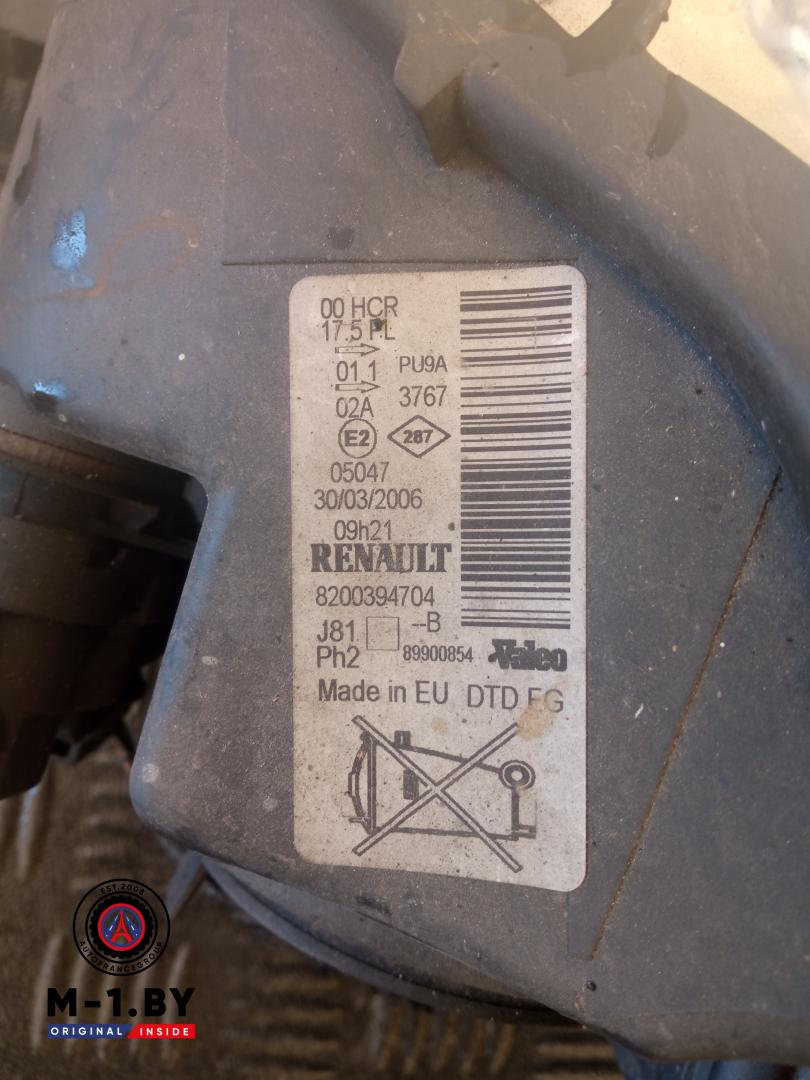 00 HCR
17.5 PL
01 1
PU9A
02A
3767
E2
287
05047
30/03/2006
09h21
RENAULT
8200394704
J81
--B
Ph2
89900854
Valeo
Made in EU
DTD FG
EST.2008
AUTOFRANCEGROUP
M-1.BY
ORIGINAL INSIDE